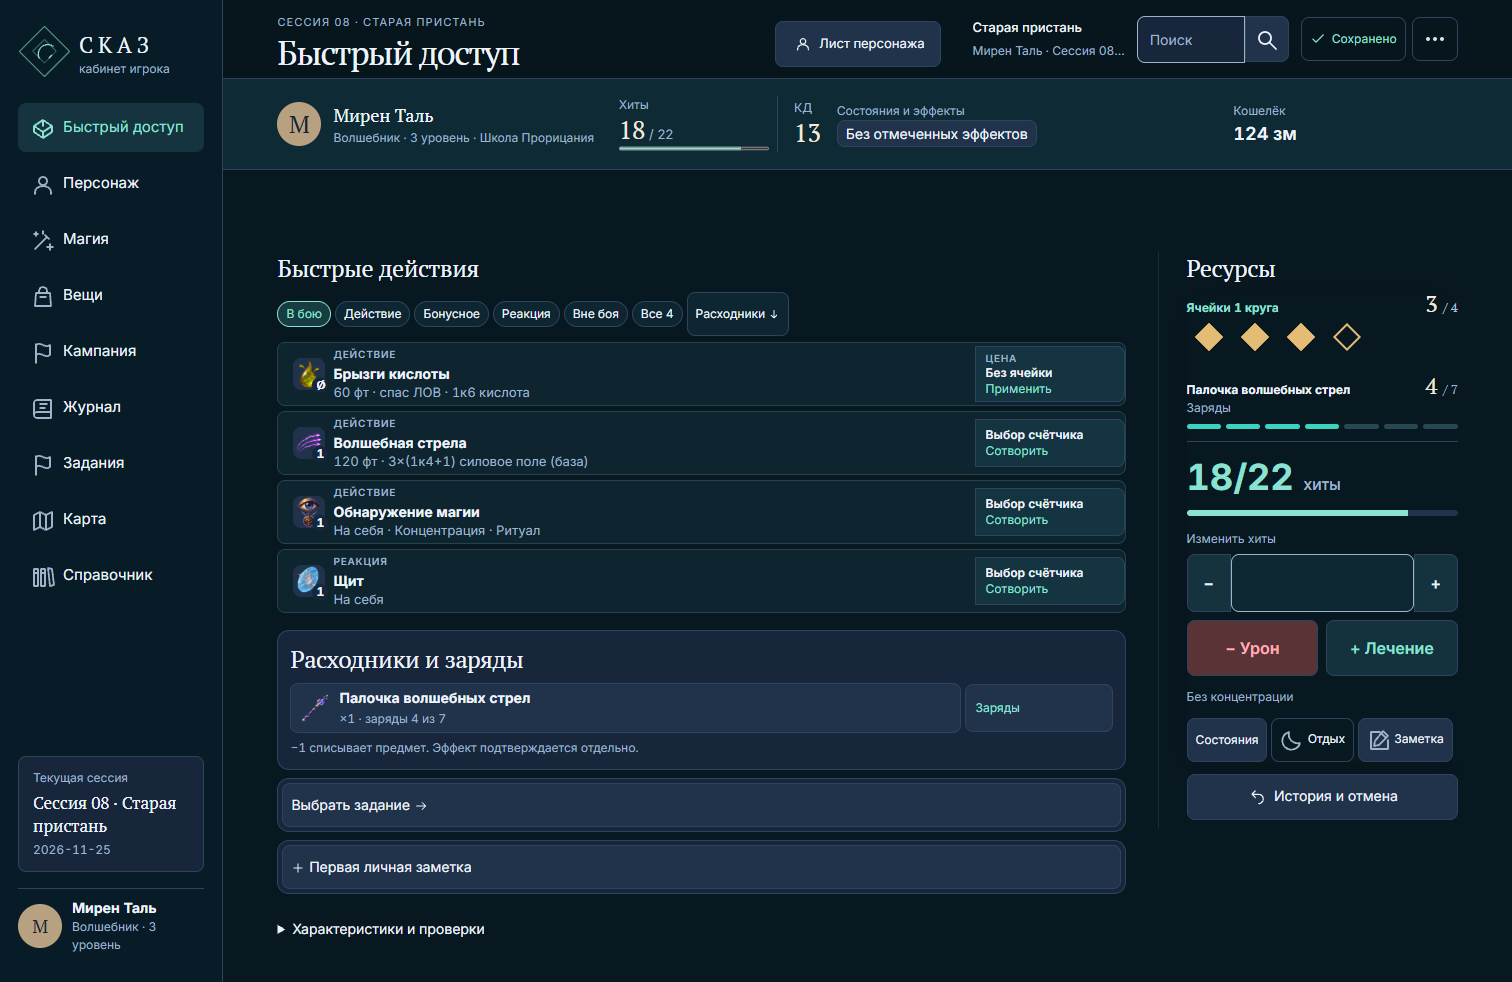 СКАЗ
кабинет игрока
Быстрый доступ
Персонаж
Магия
Вещи
Кампания
Журнал
Задания
Карта
Справочник
Текущая сессия
Сессия 08 · Старая
пристань
2026-11-25
М
Мирен Таль
Волшебник · 3
уровень
СЕССИЯ 08 · СТАРАЯ ПРИСТАНЬ
Быстрый доступ
Лист персонажа
Старая пристань
Мирен Таль · Сессия 08...
Поиск
Сохранено
М
Мирен Таль
Волшебник · 3 уровень · Школа Прорицания
Хиты
18 / 22
КД
13
Состояния и эффекты
Без отмеченных эффектов
Кошелёк
124 зм
Быстрые действия
В бою
Действие
Бонусное
Реакция
Вне боя
Все 4
Расходники ↓
ДЕЙСТВИЕ
Брызги кислоты
60 фт · спас ЛОВ · 1к6 кислота
Ø
ЦЕНА
Без ячейки
Применить
ДЕЙСТВИЕ
Волшебная стрела
120 фт · 3×(1к4+1) силовое поле (база)
1
Выбор счётчика
Сотворить
ДЕЙСТВИЕ
Обнаружение магии
На себя · Концентрация · Ритуал
1
Выбор счётчика
Сотворить
РЕАКЦИЯ
Щит
На себя
1
Выбор счётчика
Сотворить
Расходники и заряды
Палочка волшебных стрел
×1 · заряды 4 из 7
Заряды
−1 списывает предмет. Эффект подтверждается отдельно.
Выбрать задание →
+ Первая личная заметка
▶ Характеристики и проверки
Ресурсы
Ячейки 1 круга
3 / 4
Палочка волшебных стрел
4 / 7
Заряды
18/22 хиты
Изменить хиты
−
+
− Урон
+ Лечение
Без концентрации
Состояния
Отдых
Заметка
История и отмена